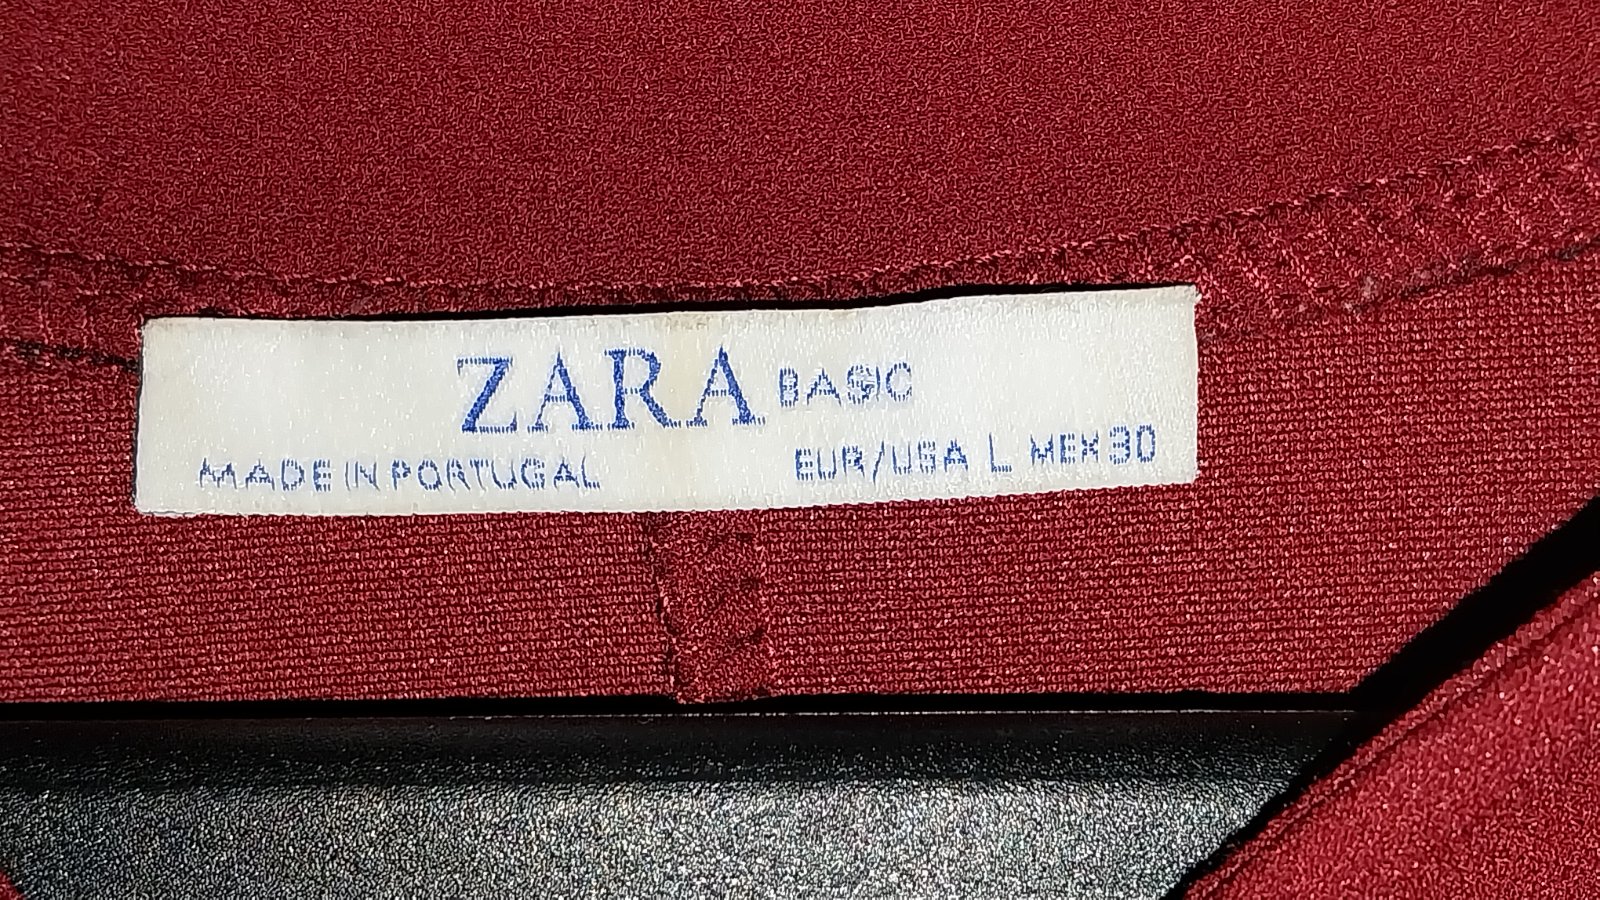 ZARA BASIC
MADE IN PORTUGAL EUR/USA L MEX 30